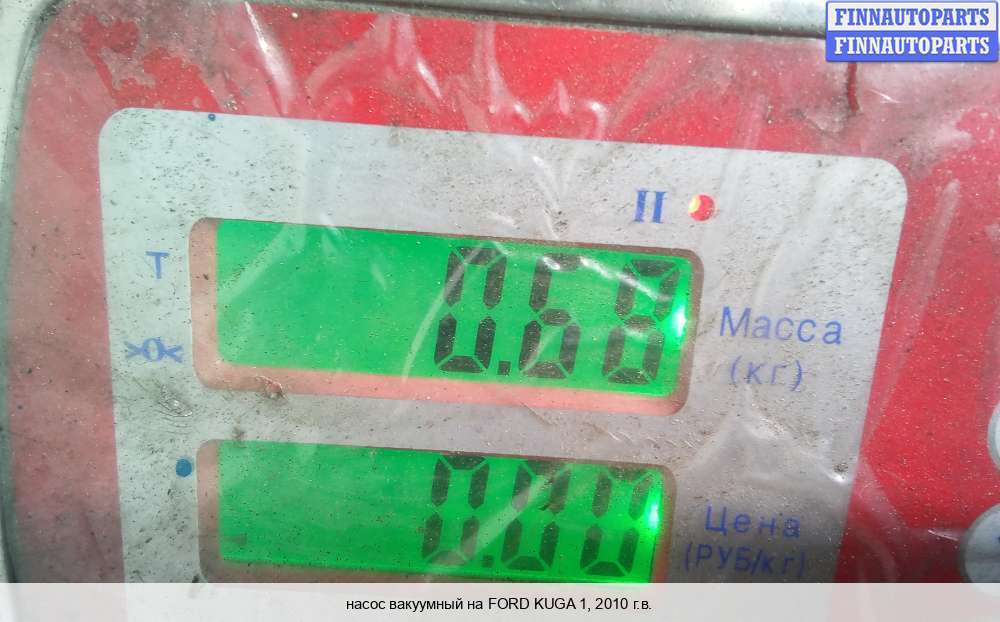 FINNAUTOPARTS
FINNAUTOPARTS
II
T
>0<
0.68
Масса
(кг)
0.00
Цена
(РУБ/кг)
насос вакуумный на FORD KUGA 1, 2010 г.в.